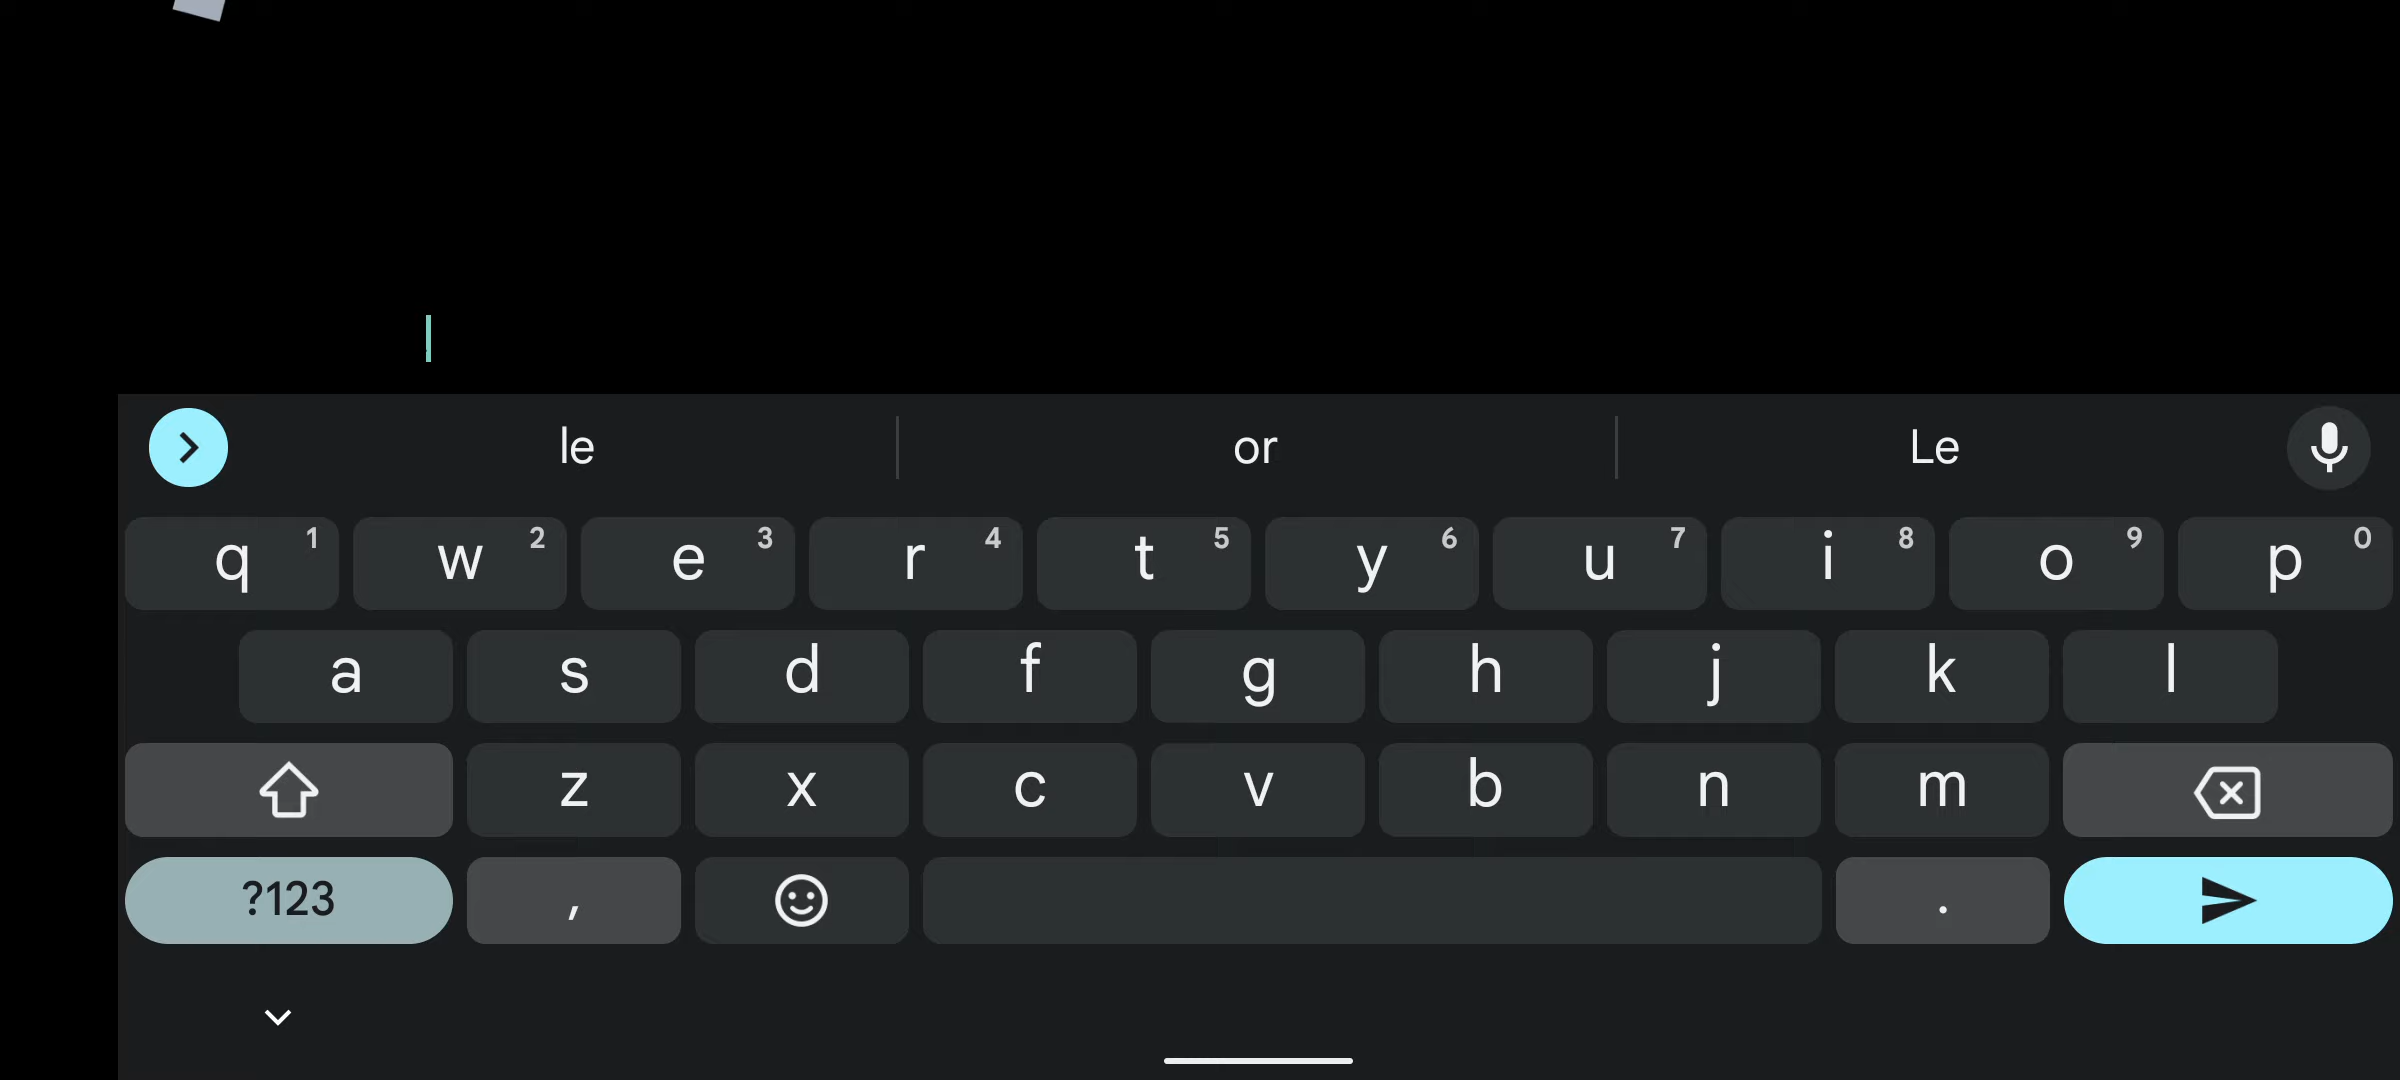 le or Le
q 1 w 2 e 3 r 4 t 5 y 6 u 7 i 8 o 9 p 0
a s d f g h j k l
z x c v b n m
?123 , .